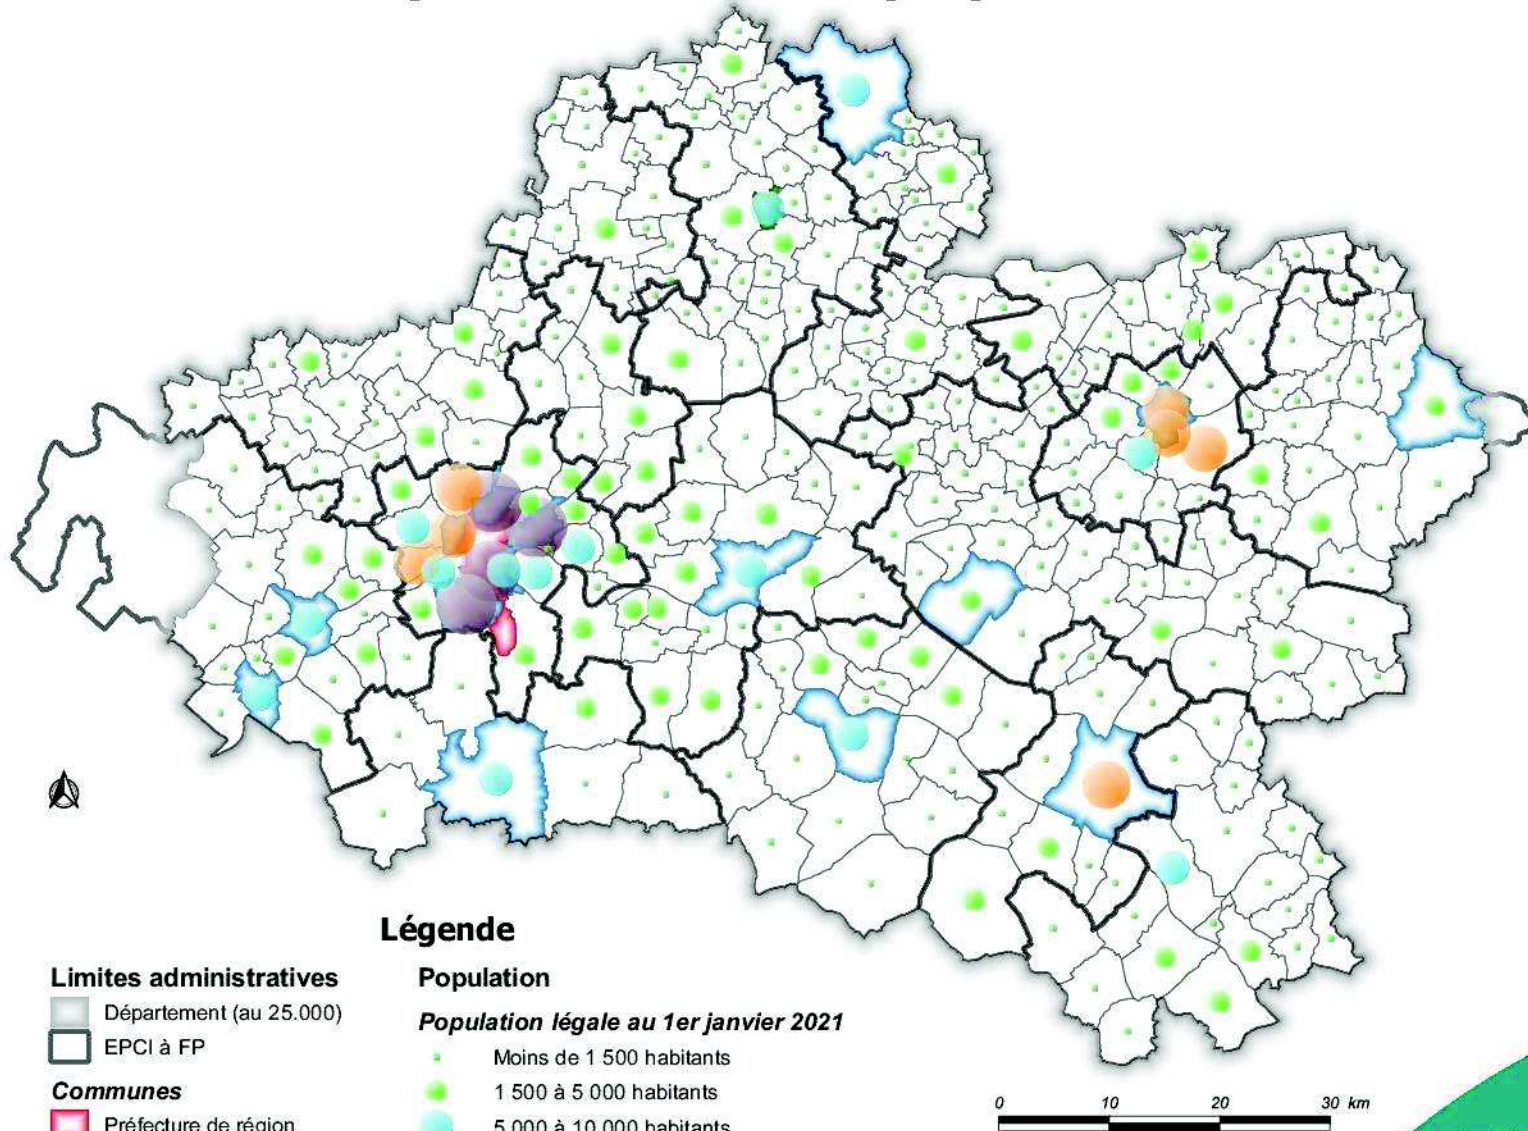 Légende
Limites administratives
Département (au 25.000)
EPCI à FP
Communes
Préfecture de région
Population
Population légale au 1er janvier 2021
Moins de 1 500 habitants
1 500 à 5 000 habitants
5 000 à 10 000 habitants
0 10 20 30 km